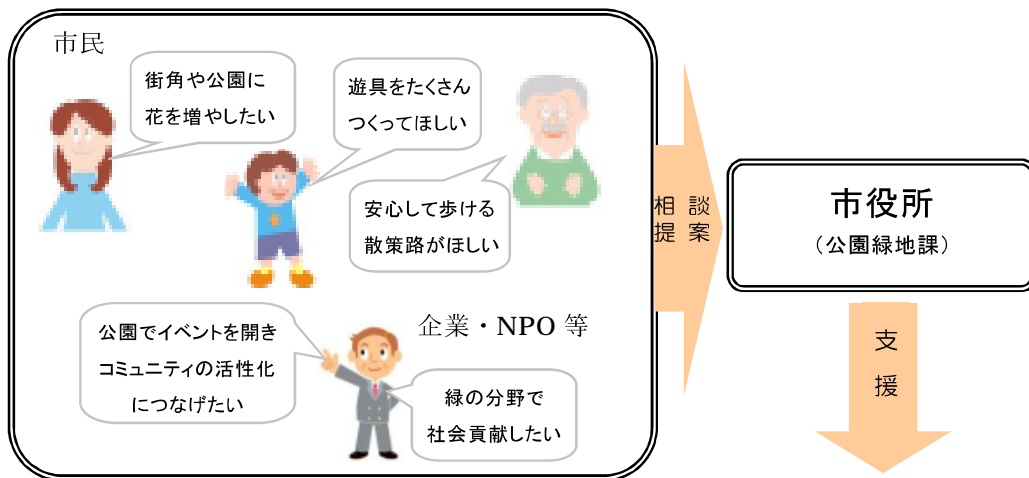 市民
街角や公園に
花を増やしたい
遊具をたくさん
つくってほしい
安心して歩ける
散策路がほしい
企業・NPO 等
公園でイベントを開き
コミュニティの活性化
につなげたい
緑の分野で
社会貢献したい
相 談
提 案
市役所
(公園緑地課)
支
援